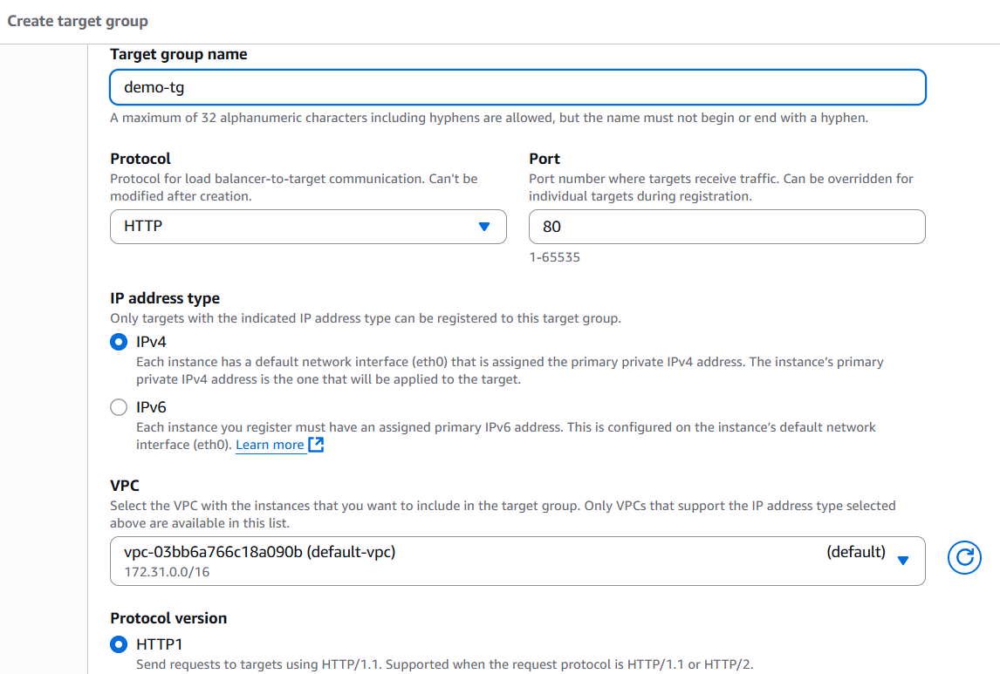 Create target group
Target group name
demo-tg
A maximum of 32 alphanumeric characters including hyphens are allowed, but the name must not begin or end with a hyphen.
Protocol
Protocol for load balancer-to-target communication. Can't be
modified after creation.
HTTP
Port
Port number where targets receive traffic. Can be overridden for
individual targets during registration.
80
1-65535
IP address type
Only targets with the indicated IP address type can be registered to this target group.
IPv4
Each instance has a default network interface (eth0) that is assigned the primary private IPv4 address. The instance's primary
private IPv4 address is the one that will be applied to the target.
IPv6
Each instance you register must have an assigned primary IPv6 address. This is configured on the instance's default network
interface (eth0). Learn more
VPC
Select the VPC with the instances that you want to include in the target group. Only VPCs that support the IP address type selected
above are available in this list.
vpc-03bb6a766c18a090b (default-vpc) (default)
172.31.0.0/16
Protocol version
HTTP1
Send requests to targets using HTTP/1.1. Supported when the request protocol is HTTP/1.1 or HTTP/2.